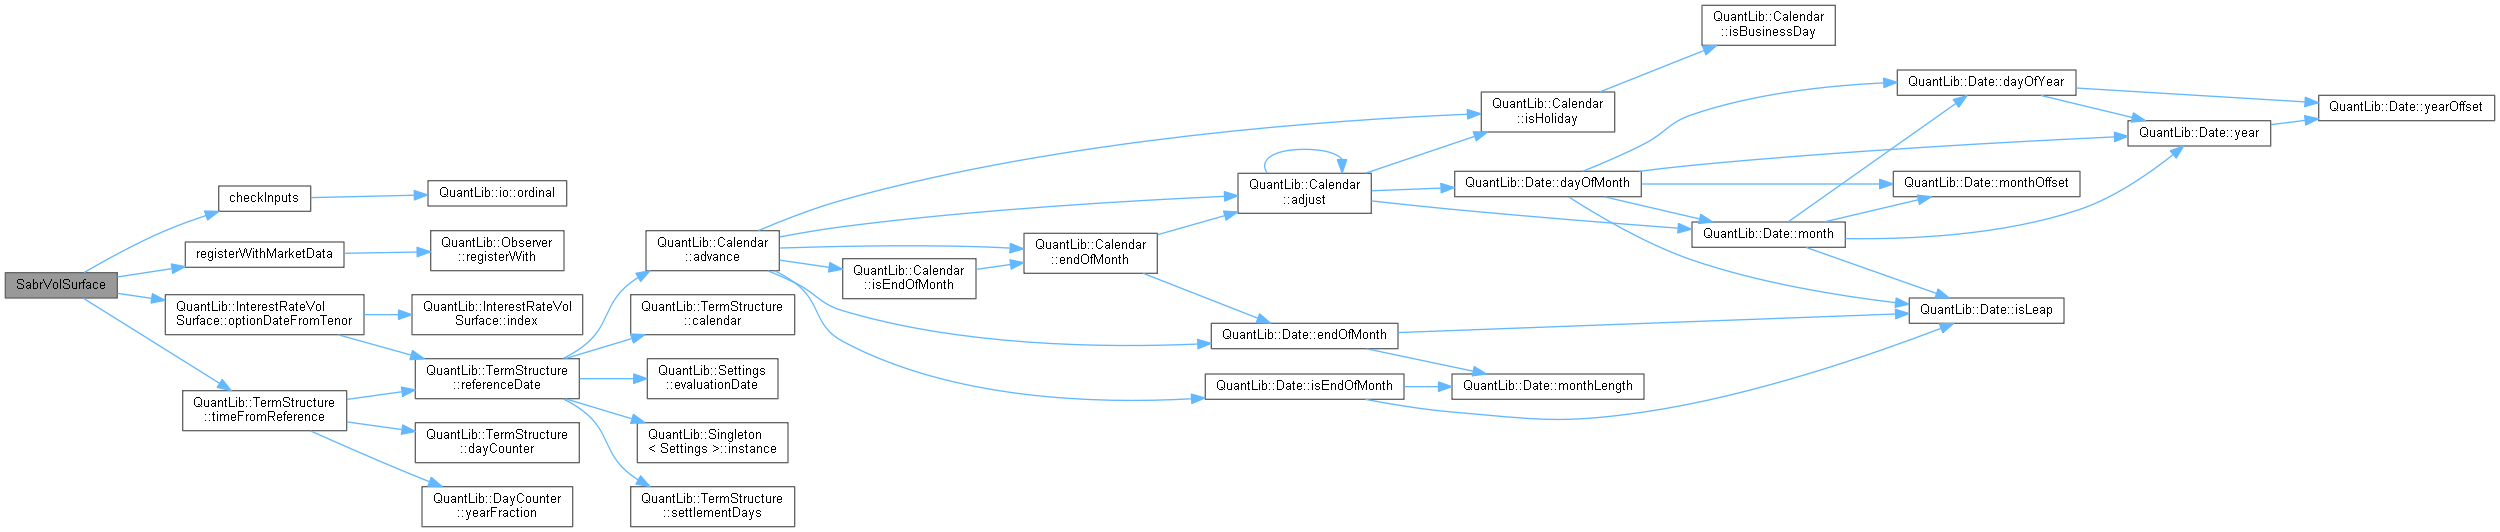 SabrVolSurface
checkInputs
QuantLib::io::ordinal
registerWithMarketData
QuantLib::Observer
::registerWith
QuantLib::InterestRateVol
Surface::optionDateFromTenor
QuantLib::InterestRateVol
Surface::index
QuantLib::TermStructure
::referenceDate
QuantLib::TermStructure
::timeFromReference
QuantLib::TermStructure
::dayCounter
QuantLib::DayCounter
::yearFraction
QuantLib::Calendar
::advance
QuantLib::TermStructure
::calendar
QuantLib::Settings
::evaluationDate
QuantLib::Singleton
< Settings >::instance
QuantLib::TermStructure
::settlementDays
QuantLib::Calendar
::isEndOfMonth
QuantLib::Calendar
::endOfMonth
QuantLib::Calendar
::adjust
QuantLib::Date::endOfMonth
QuantLib::Date::isEndOfMonth
QuantLib::Calendar
::isHoliday
QuantLib::Calendar
::isBusinessDay
QuantLib::Date::dayOfMonth
QuantLib::Date::monthLength
QuantLib::Date::month
QuantLib::Date::dayOfYear
QuantLib::Date::monthOffset
QuantLib::Date::isLeap
QuantLib::Date::year
QuantLib::Date::yearOffset